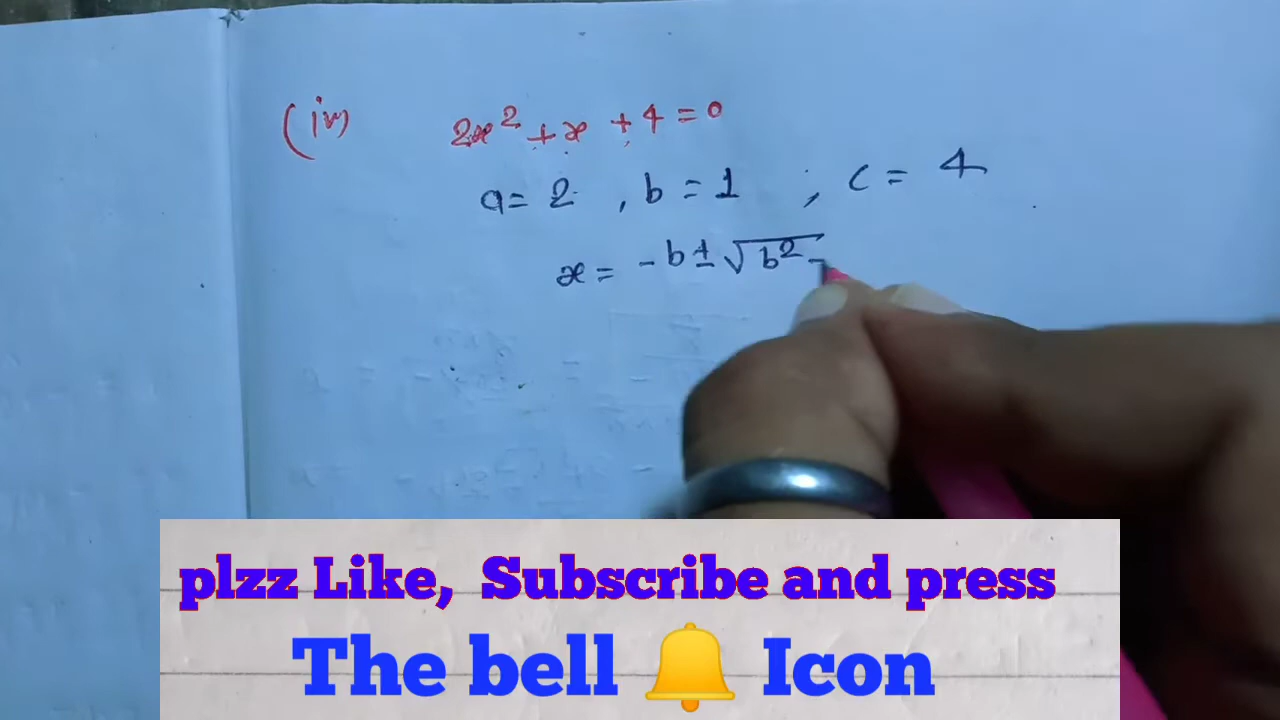 (iv) 2x² + x + 4 = 0
a = 2 , b = 1 ; c = 4
x = -b ± √b² -
plzz Like, Subscribe and press
The bell 🔔 Icon